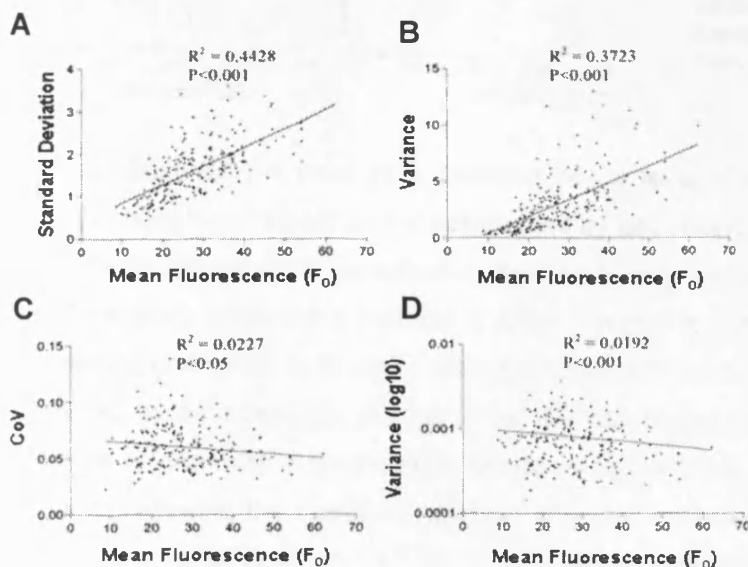 A
R² = 0.4428
P<0.001
Standard Deviation
4
3
2
1
0
0 10 20 30 40 50 60 70
Mean Fluorescence (F₀)
B
R² = 0.3723
P<0.001
Variance
15
10
5
0
0 10 20 30 40 50 60 70
Mean Fluorescence (F₀)
C
R² = 0.0227
P<0.05
CoV
0.15
0.10
0.05
0.00
0 10 20 30 40 50 60 70
Mean Fluorescence (F₀)
D
R² = 0.0192
P<0.001
Variance (log10)
0.01
0.001
0.0001
0 10 20 30 40 50 60 70
Mean Fluorescence (F₀)